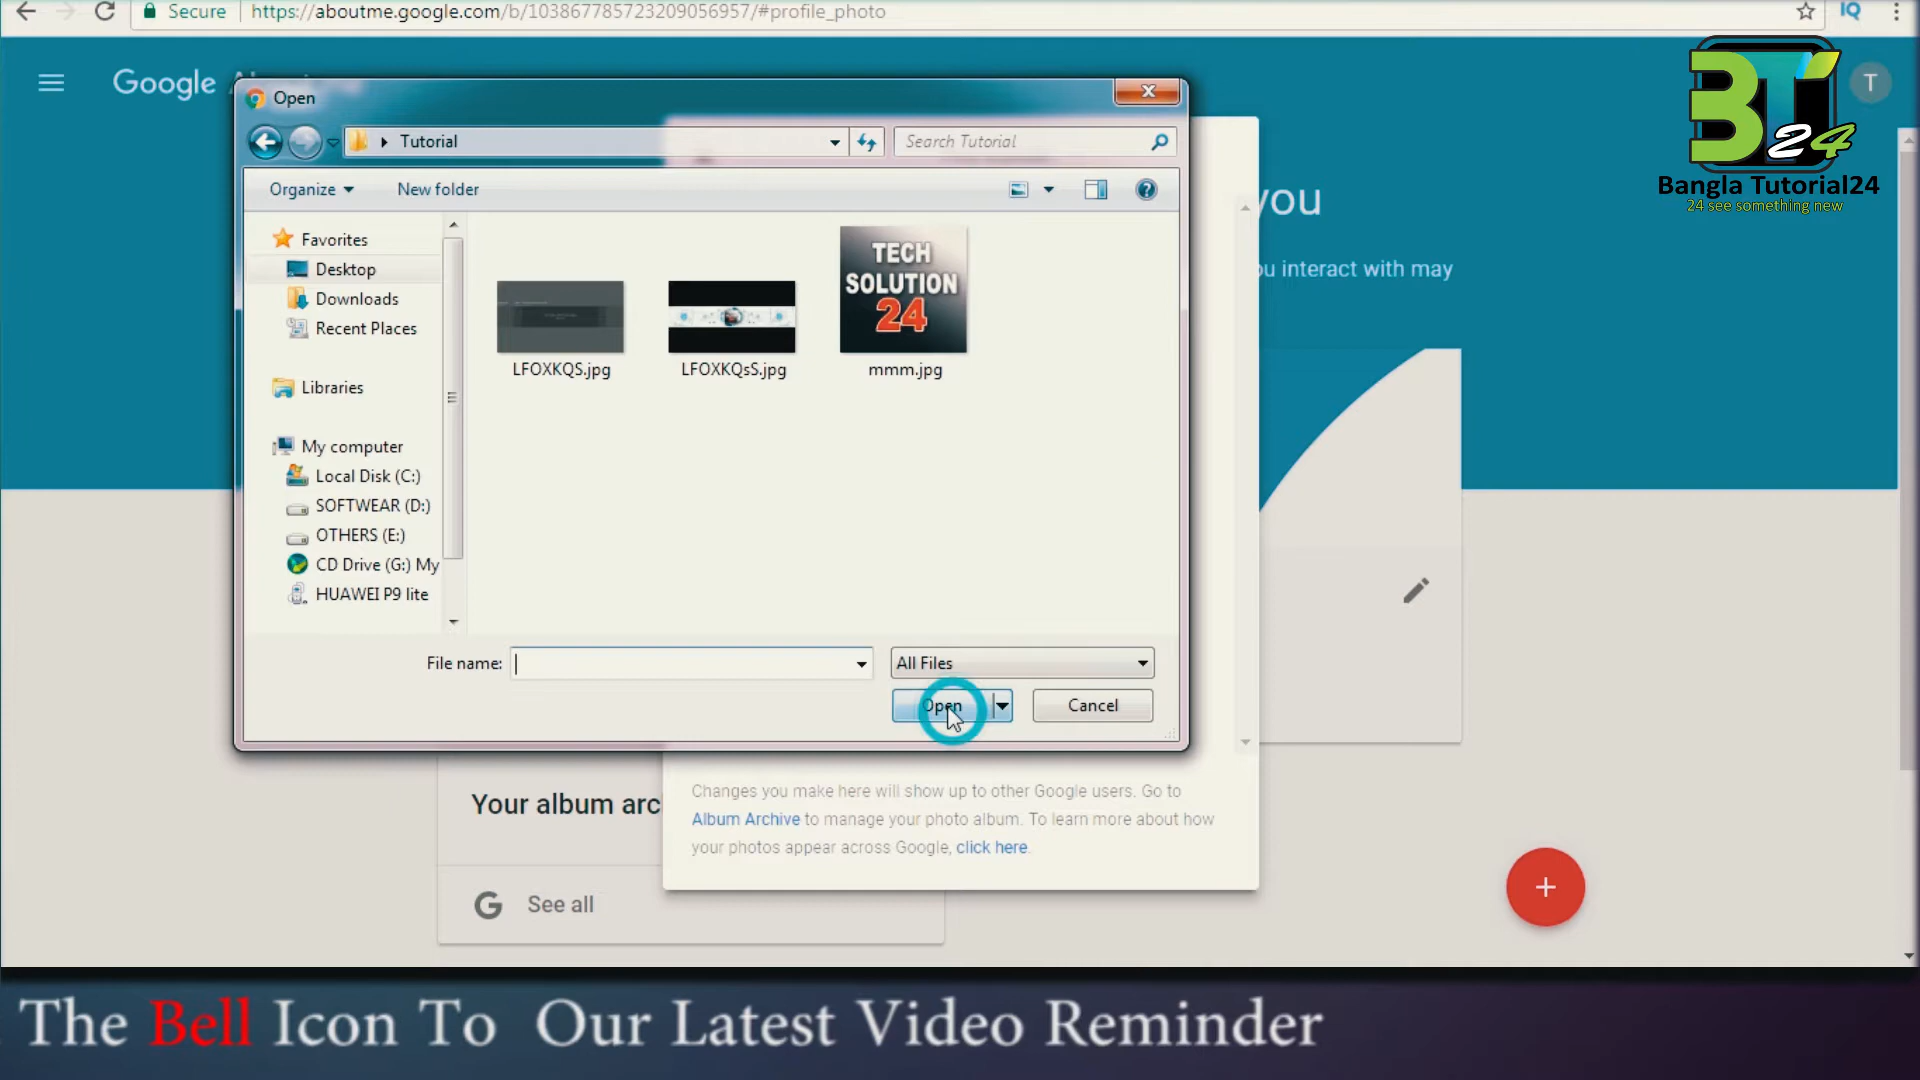 Secure https://aboutme.google.com/b/103867785723209056957/#profile_photo
IQ
Google
T
BT 24
Bangla Tutorial24
24 see something new
Open
Tutorial
Search Tutorial
Organize
New folder
Favorites
Desktop
Downloads
Recent Places
Libraries
My computer
Local Disk (C:)
SOFTWEAR (D:)
OTHERS (E:)
CD Drive (G:) My
HUAWEI P9 lite
TECH
SOLUTION
24
LFOXKQS.jpg
LFOXKQsS.jpg
mmm.jpg
File name:
All Files
Open
Cancel
you
ou interact with may
Your album arc
See all
Changes you make here will show up to other Google users. Go to
Album Archive to manage your photo album. To learn more about how
your photos appear across Google, click here.
The Bell Icon To Our Latest Video Reminder